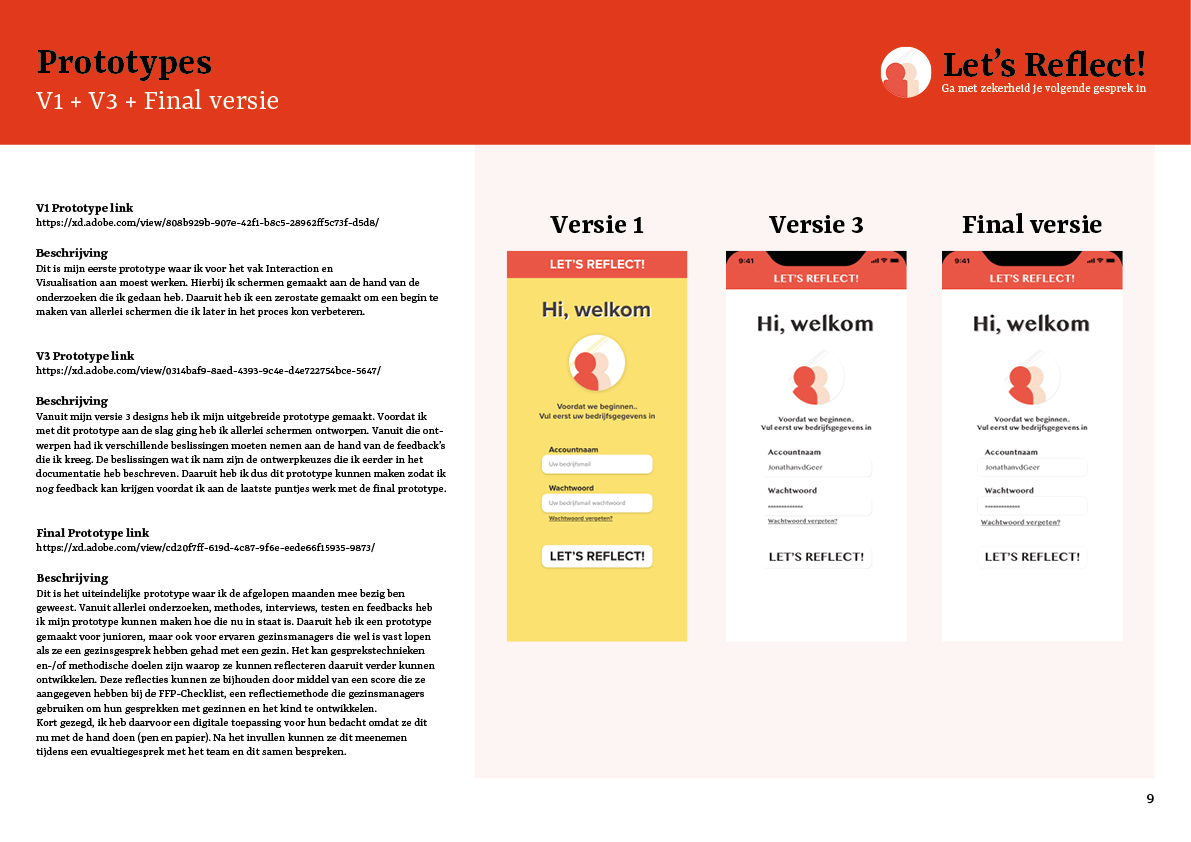 Prototypes
V1 + V3 + Final versie
Let's Reflect!
Ga met zekerheid je volgende gesprek in
V1 Prototype link
https://xd.adobe.com/view/808b929b-907e-42f1-b8c5-28962ff5c73f-d5d8/
Beschrijving
Dit is mijn eerste prototype waar ik voor het vak Interaction en
Visualisation aan moest werken. Hierbij ik schermen gemaakt aan de hand van de
onderzoeken die ik gedaan heb. Daaruit heb ik een zerostate gemaakt om een begin te
maken van allerlei schermen die ik later in het proces kon verbeteren.
V3 Prototype link
https://xd.adobe.com/view/0314baf9-8aed-4393-9c4e-d4e722754bce-5647/
Beschrijving
Vanuit mijn versie 3 designs heb ik mijn uitgebreide prototype gemaakt. Voordat ik
met dit prototype aan de slag ging heb ik allerlei schermen ontworpen. Vanuit die ont-
werpen had ik verschillende beslissingen moeten nemen aan de hand van de feedback's
die ik kreeg. De beslissingen wat ik nam zijn de ontwerpkeuzes die ik eerder in het
documentatie heb beschreven. Daaruit heb ik dus dit prototype kunnen maken zodat ik
nog feedback kan krijgen voordat ik aan de laatste puntjes werk met de final prototype.
Final Prototype link
https://xd.adobe.com/view/cd20f7ff-619d-4c87-9f6e-eede66f15935-9873/
Beschrijving
Dit is het uiteindelijke prototype waar ik de afgelopen maanden mee bezig ben
geweest. Vanuit allerlei onderzoeken, methodes, interviews, testen en feedbacks heb
ik mijn prototype kunnen maken hoe die nu in staat is. Daaruit heb ik een prototype
gemaakt voor junioren, maar ook voor ervaren gezinsmanagers die wel is vast lopen
als ze een gezinsgesprek hebben gehad met een gezin. Het kan gesprekstechnieken
en-/of methodische doelen zijn waarop ze kunnen reflecteren daaruit verder kunnen
ontwikkelen. Deze reflecties kunnen ze bijhouden door middel van een score die ze
aangegeven hebben bij de FFP-Checklist, een reflectiemethode die gezinsmanagers
gebruiken om hun gesprekken met gezinnen en het kind te ontwikkelen.
Kort gezegd, ik heb daarvoor een digitale toepassing voor hun bedacht omdat ze dit
nu met de hand doen (pen en papier). Na het invullen kunnen ze dit meenemen
tijdens een evualtiegesprek met het team en dit samen bespreken.
Versie 1
LET'S REFLECT!
Hi, welkom
Voordat we beginnen..
Vul eerst uw bedrijfsgegevens in
Accountnaam
Uw bedrijfsmail
Wachtwoord
Uw bedrijfsmail wachtwoord
Wachtwoord vergeten?
LET'S REFLECT!
Versie 3
9:41
LET'S REFLECT!
Hi, welkom
Voordat we beginnen..
Vul eerst uw bedrijfsgegevens in
Accountnaam
JonathanvdGeer
Wachtwoord
*************
Wachtwoord vergeten?
LET'S REFLECT!
Final versie
9:41
LET'S REFLECT!
Hi, welkom
Voordat we beginnen..
Vul eerst uw bedrijfsgegevens in
Accountnaam
JonathanvdGeer
Wachtwoord
*************
Wachtwoord vergeten?
LET'S REFLECT!
9